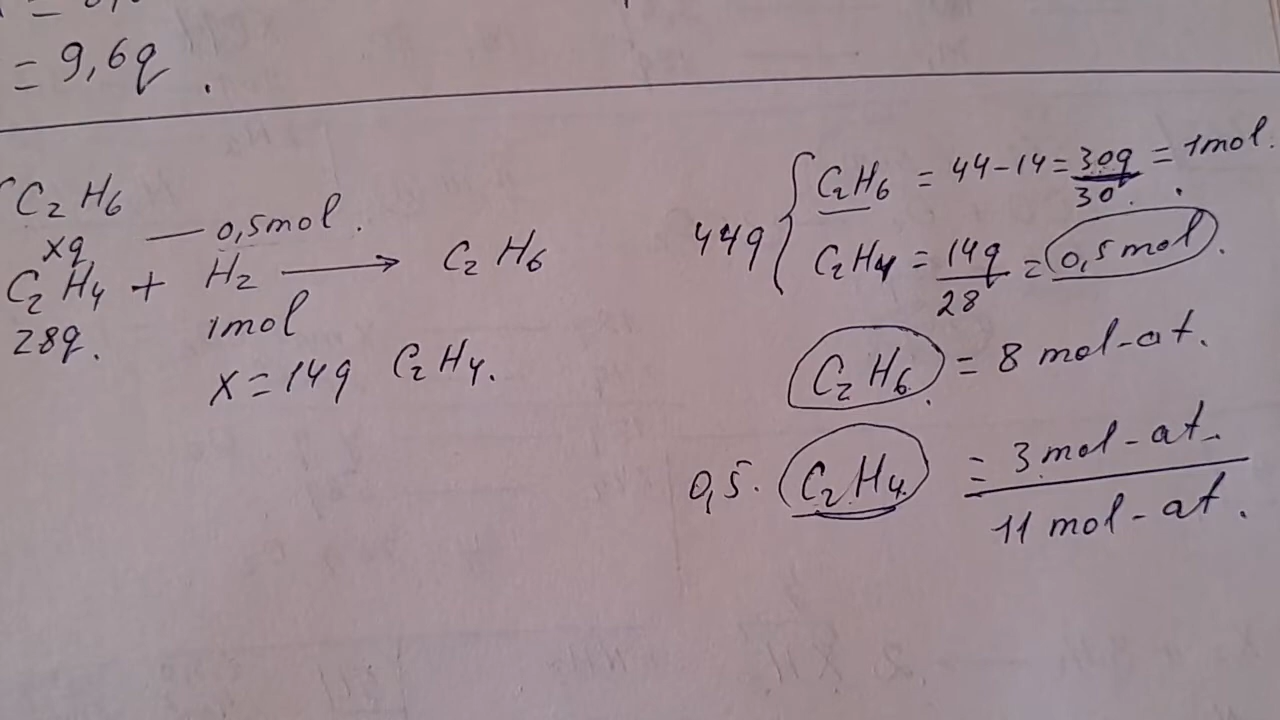 = 9,6q.
C₂H₆
xq — 0,5mol.
C₂H₄ + H₂ → C₂H₆
28q. 1mol
x = 14q C₂H₄.
44q { C₂H₆ = 44-14 = 30q/30 = 1mol.
C₂H₄ = 14q/28 = 0,5mol.
C₂H₆ = 8 mol-at.
0,5. C₂H₄ = 3 mol-at.
11 mol-at.